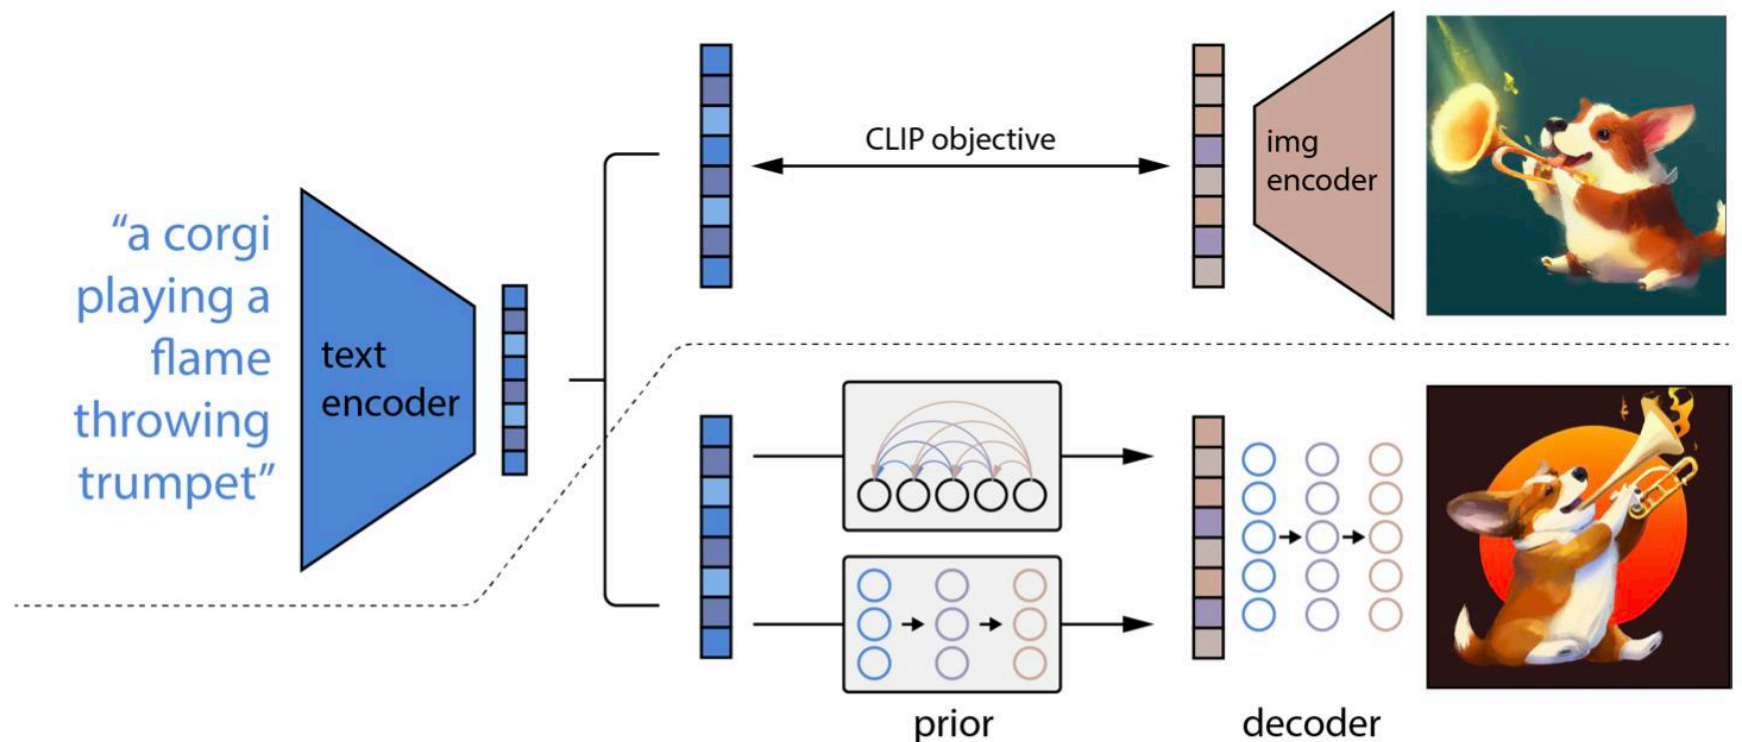 “a corgi
playing a
flame
throwing
trumpet”
text
encoder
CLIP objective
img
encoder
prior
decoder